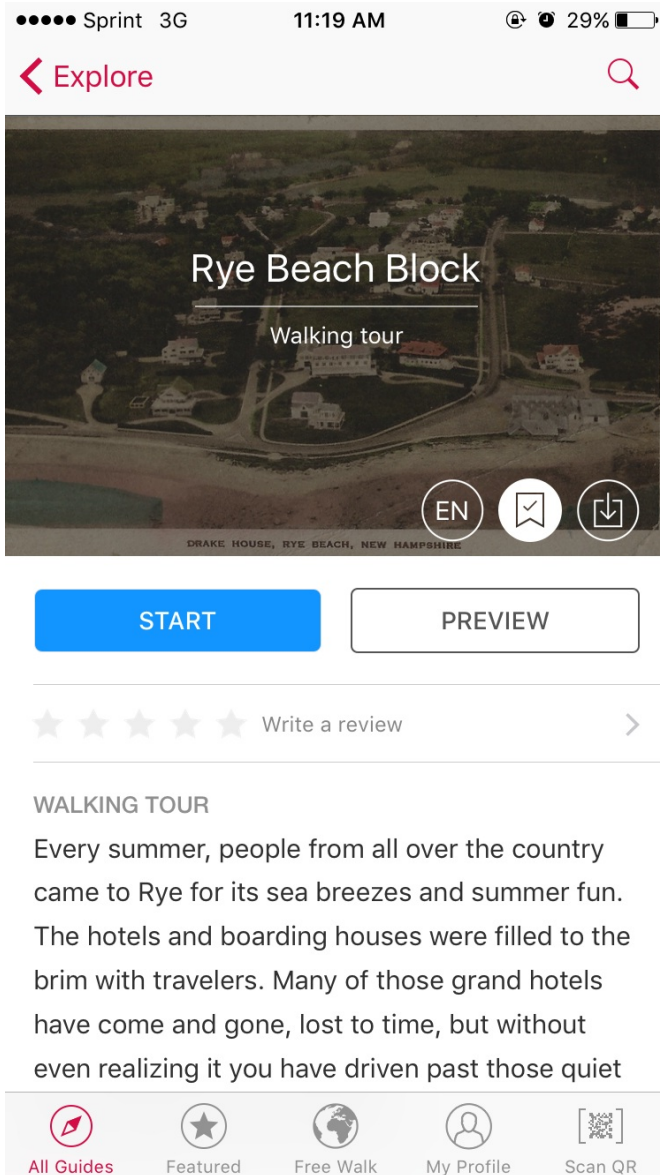 Sprint 3G 11:19 AM 29%
Explore
Rye Beach Block
Walking tour
EN
DRAKE HOUSE, RYE BEACH, NEW HAMPSHIRE
START PREVIEW
Write a review
WALKING TOUR
Every summer, people from all over the country
came to Rye for its sea breezes and summer fun.
The hotels and boarding houses were filled to the
brim with travelers. Many of those grand hotels
have come and gone, lost to time, but without
even realizing it you have driven past those quiet
All Guides Featured Free Walk My Profile Scan QR